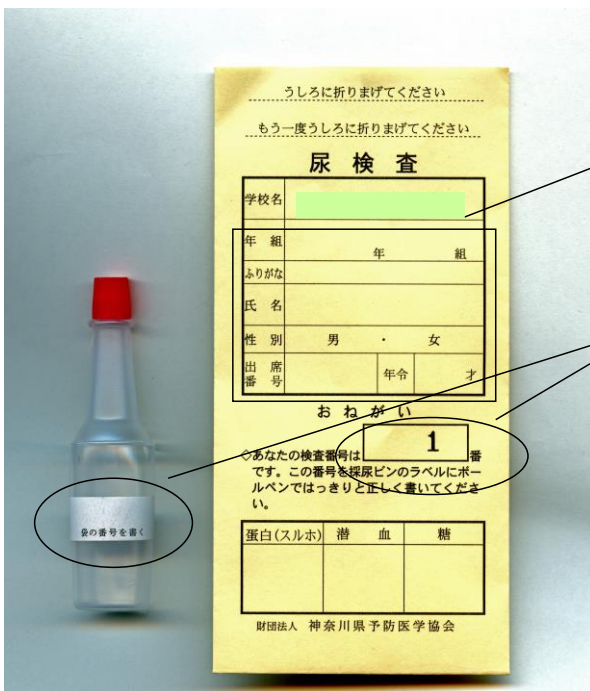 うしろに折りまげてください
もう一度うしろに折りまげてください
尿検査
学校名
年 組
年 組
ふりがな
氏 名
性 別
男 ・ 女
出席番号
年令
才
おねがい
◇あなたの検査番号は 1 番
です。この番号を採尿ビンのラベルにボー
ルペンではっきりと正しく書いてくださ
い。
蛋白(スルホ) 潜 血 糖
財団法人 神奈川県予防医学協会
袋の番号を書く